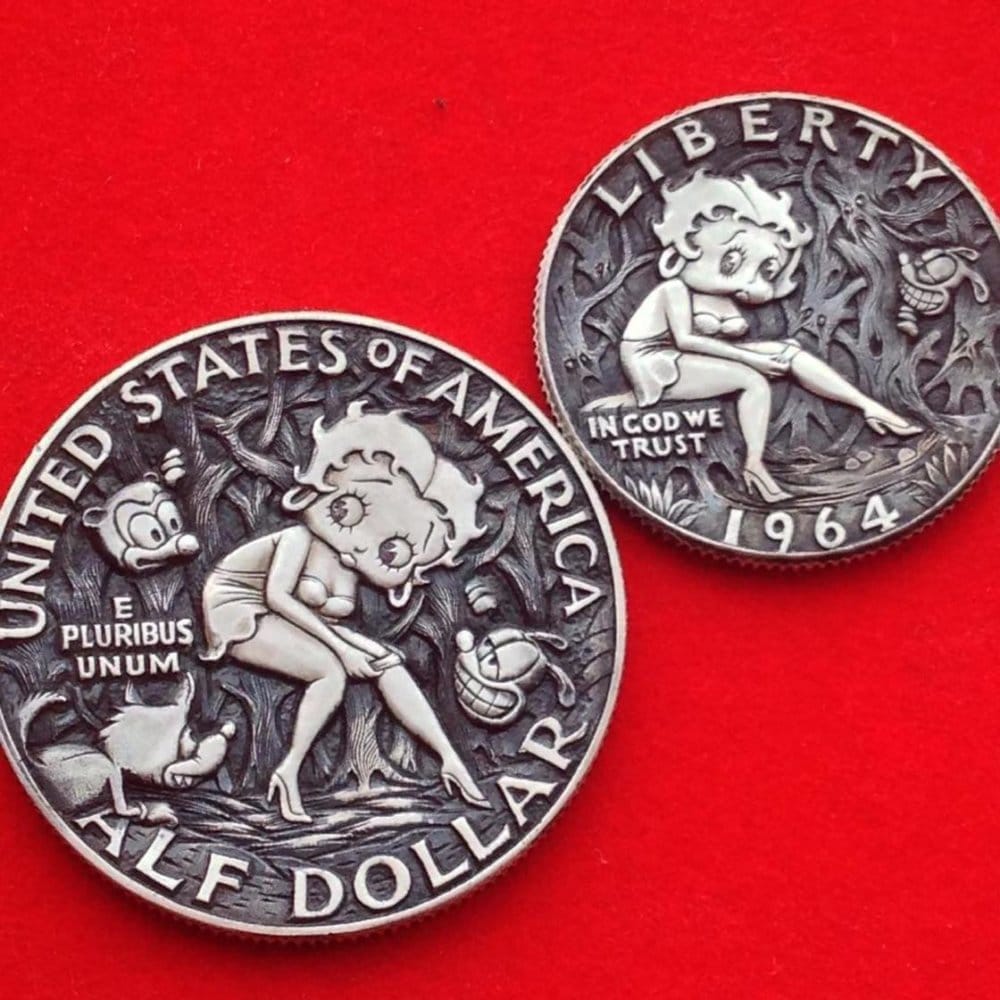 UNITED STATES OF AMERICA
E
PLURIBUS
UNUM
ALF DOLLAR
LIBERTY
IN GOD WE
TRUST
1964